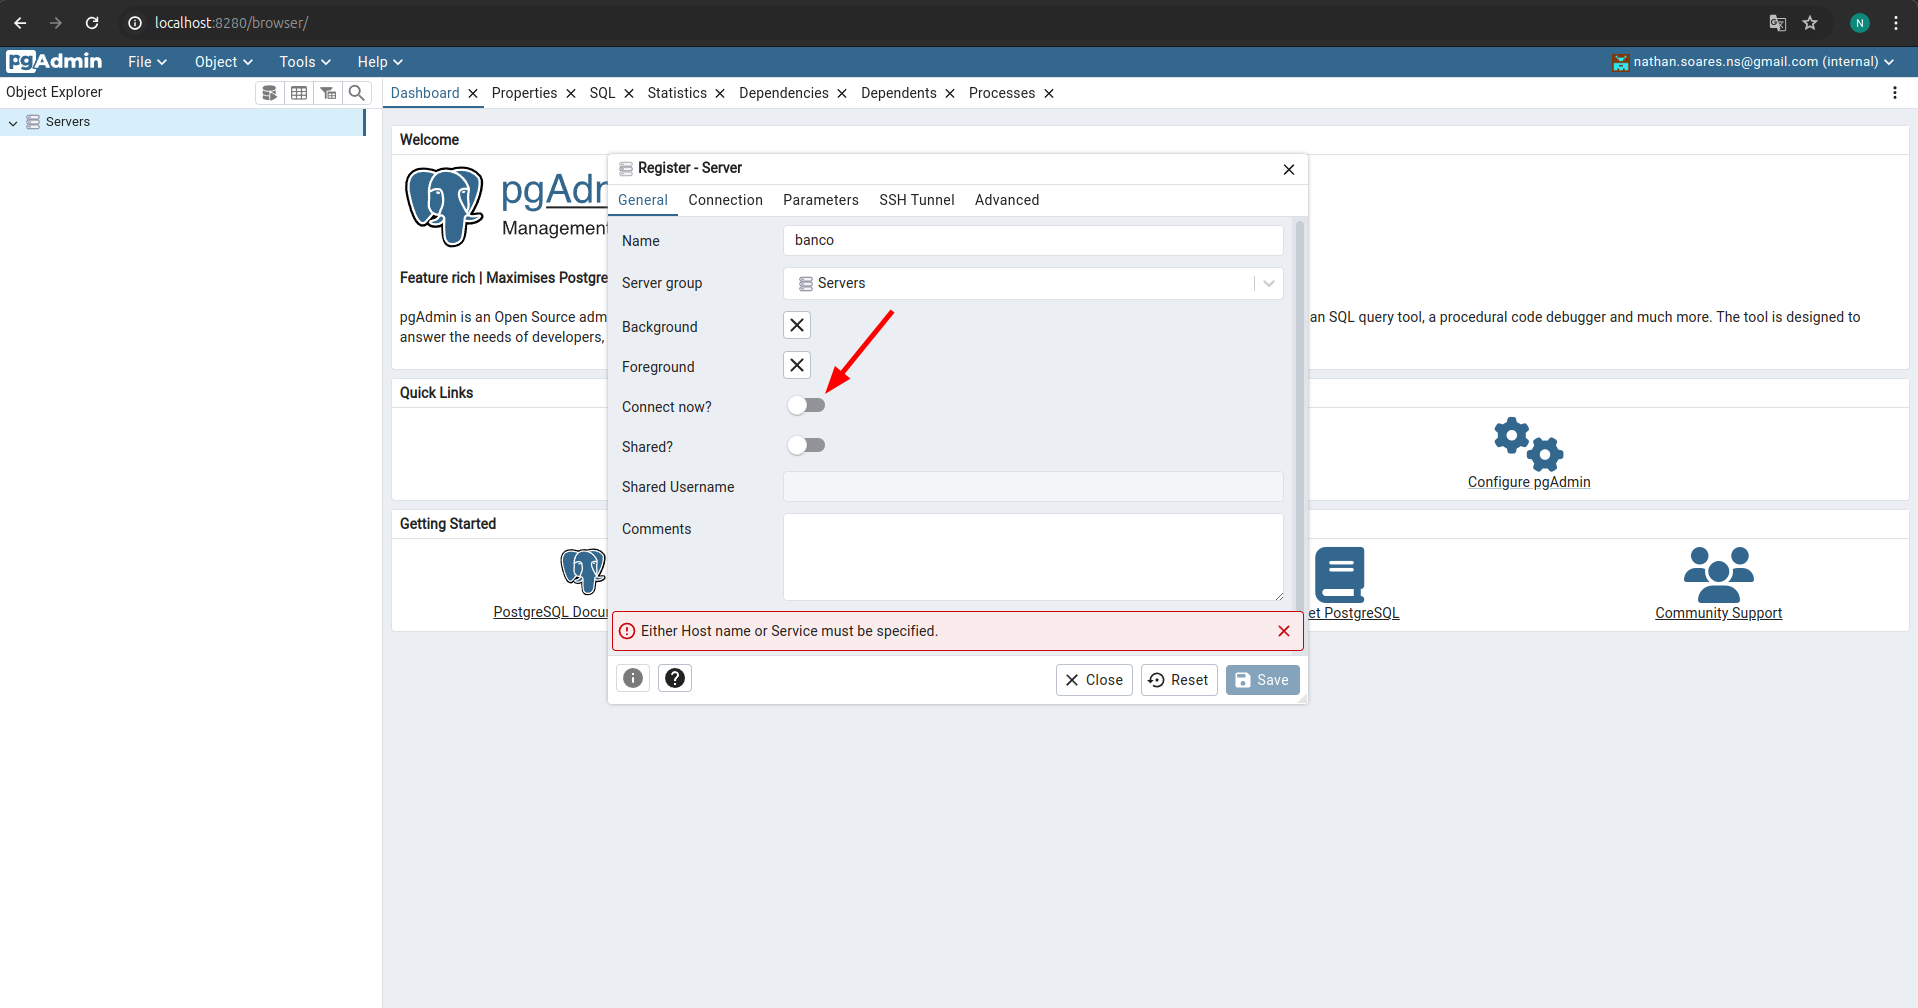 localhost:8280/browser/
N
pgAdmin File Object Tools Help nathan.soares.ns@gmail.com (internal)
Object Explorer
Dashboard Properties SQL Statistics Dependencies Dependents Processes
Servers
Welcome
pgAdm
Management
Feature rich | Maximises Postgre
pgAdmin is an Open Source adm an SQL query tool, a procedural code debugger and much more. The tool is designed to
answer the needs of developers,
Quick Links
Configure pgAdmin
Getting Started
PostgreSQL Docu
et PostgreSQL
Community Support
Register - Server
General Connection Parameters SSH Tunnel Advanced
Name banco
Server group Servers
Background
Foreground
Connect now?
Shared?
Shared Username
Comments
Either Host name or Service must be specified.
Close Reset Save